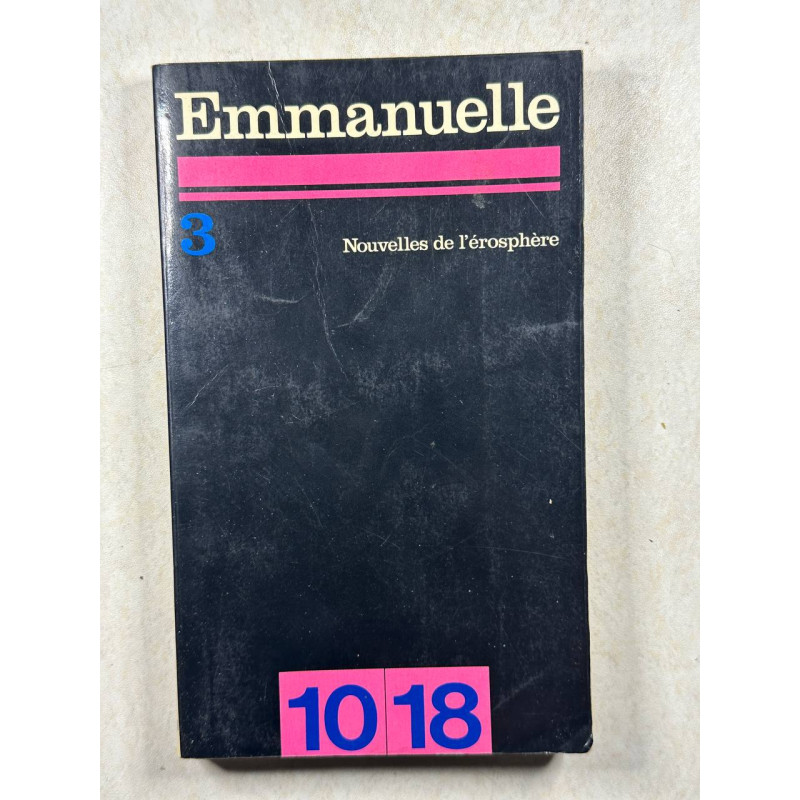 Emmanuelle
3
Nouvelles de l'érosphère
10 18